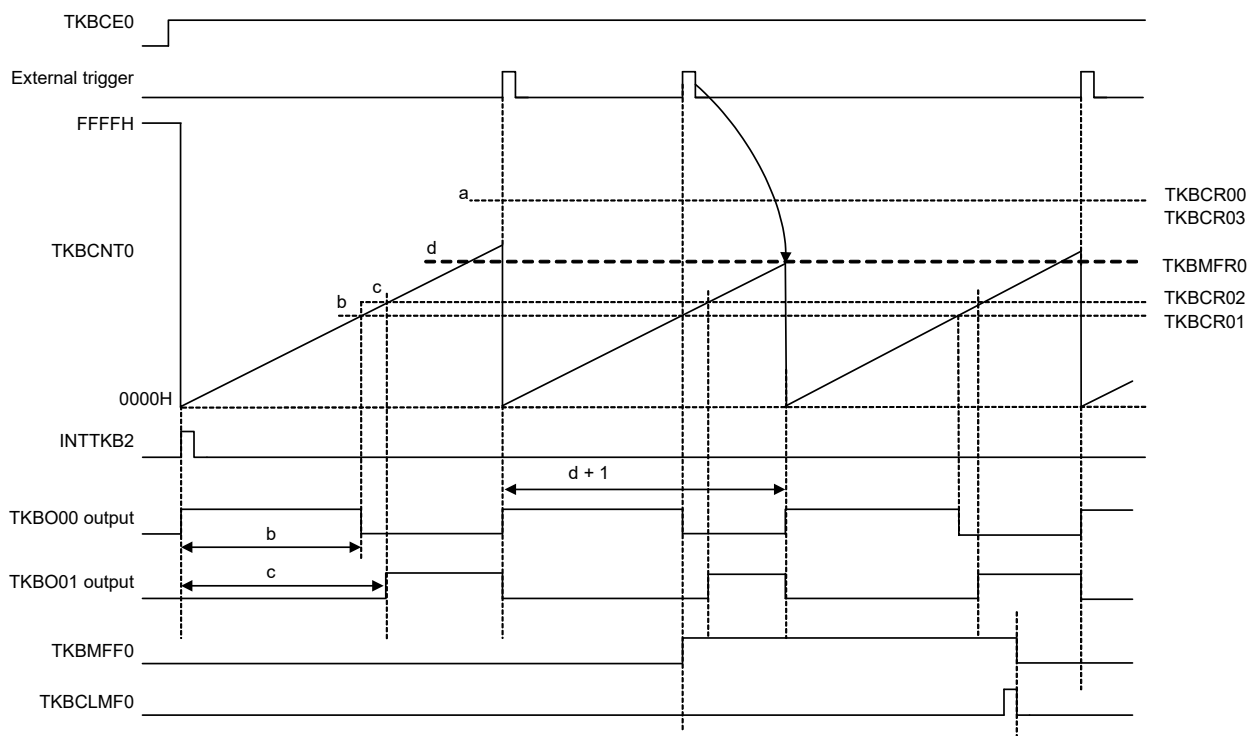 TKBCE0
External trigger
FFFFH
a
TKBCR00
TKBCR03
TKBCNT0
d
TKBMFR0
c
TKBCR02
b
TKBCR01
0000H
INTTKB2
d + 1
TKBO00 output
b
TKBO01 output
c
TKBMFF0
TKBCLMF0